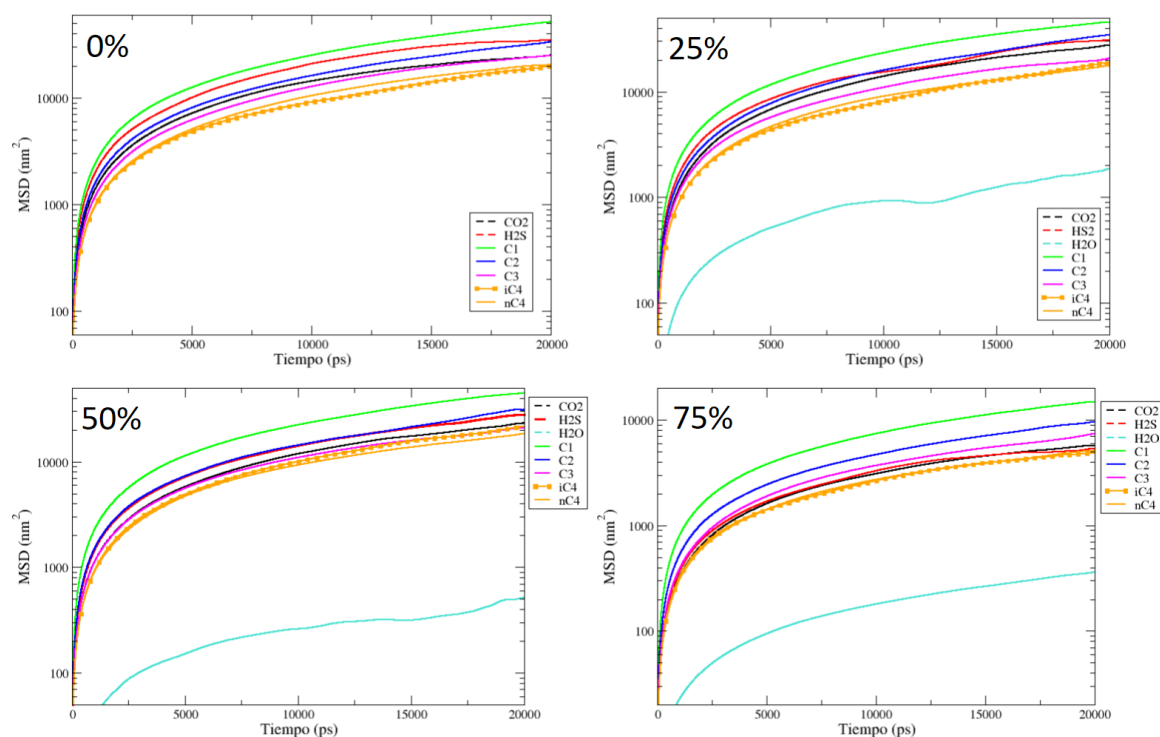 0%
MSD (nm²)
10000
1000
100
CO2
H2S
C1
C2
C3
iC4
nC4
0
5000
10000
15000
20000
Tiempo (ps)
25%
MSD (nm²)
10000
1000
100
CO2
HS2
H2O
C1
C2
C3
iC4
nC4
0
5000
10000
15000
20000
Tiempo (ps)
50%
MSD (nm²)
10000
1000
100
CO2
H2S
H2O
C1
C2
C3
iC4
nC4
0
5000
10000
15000
20000
Tiempo (ps)
75%
MSD (nm²)
10000
1000
100
CO2
H2S
H2O
C1
C2
C3
iC4
nC4
0
5000
10000
15000
20000
Tiempo (ps)